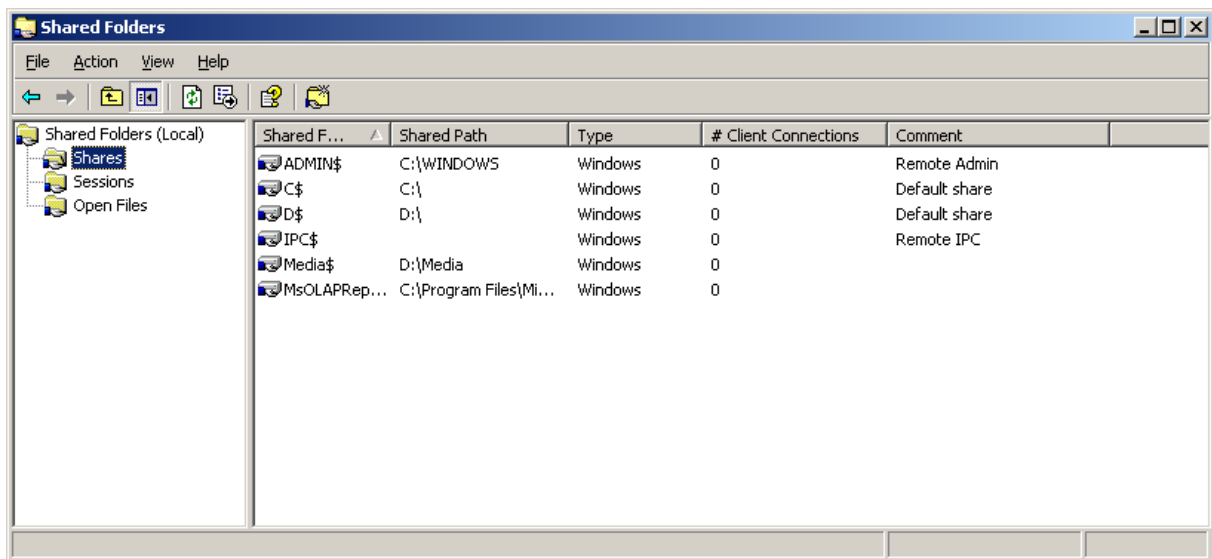 Shared Folders
File Action View Help
Shared Folders (Local)
Shares
Sessions
Open Files
Shared F... Shared Path Type # Client Connections Comment
ADMIN$ C:\WINDOWS Windows 0 Remote Admin
C$ C:\ Windows 0 Default share
D$ D:\ Windows 0 Default share
IPC$ Windows 0 Remote IPC
Media$ D:\Media Windows 0
MsOLAPRep... C:\Program Files\Mi... Windows 0